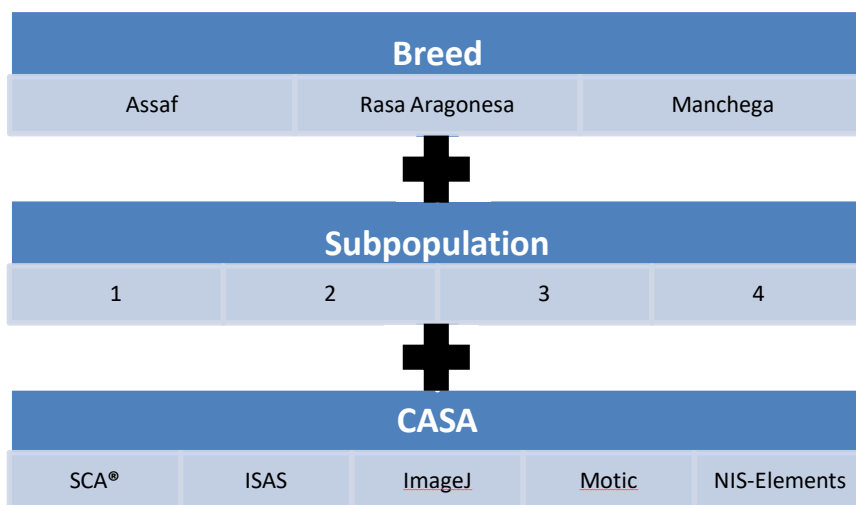 Breed
Assaf Rasa Aragonesa Manchega
Subpopulation
1 2 3 4
CASA
SCA® ISAS ImageJ Motic NIS-Elements